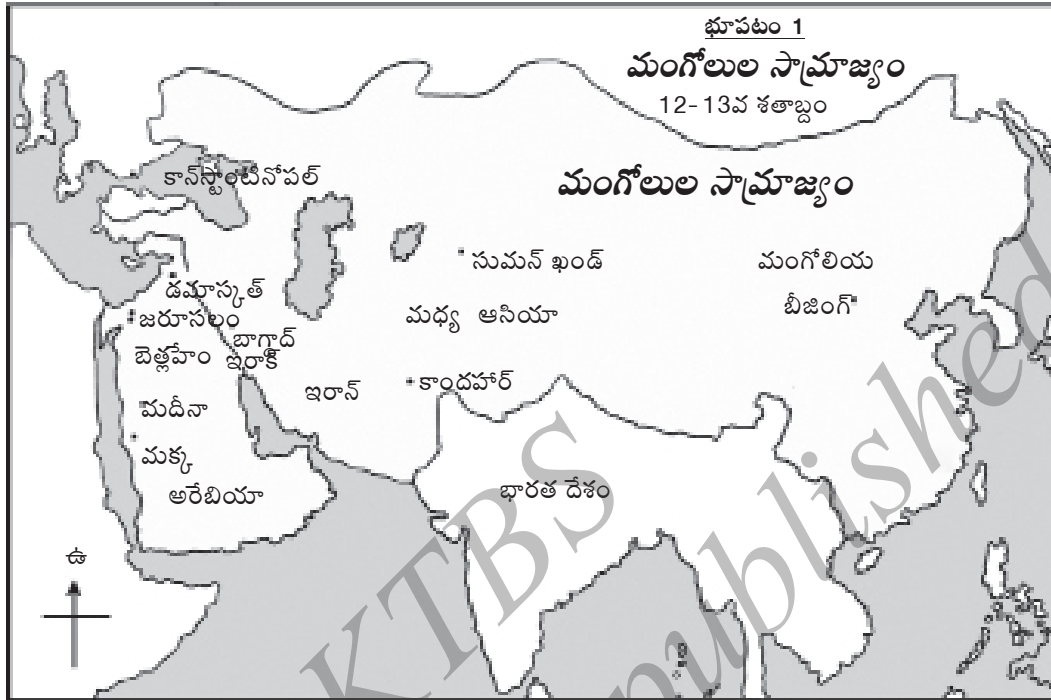 భూపటం 1
మంగోలుల సామ్రాజ్యం
12-13వ శతాబ్దం
కాన్‌స్టాంటినోపల్
మంగోలుల సామ్రాజ్యం
సుమన్ ఖండ్
మంగోలియ
డమాస్కత్
బీజింగ్
జరూసలం
మధ్య ఆసియా
బాగ్దాద్
బెత్లహేం
ఇరాక్
ఇరాన్
కాందహార్
మదీనా
మక్క
అరేబియా
భారత దేశం
ఉ
KTBS
published